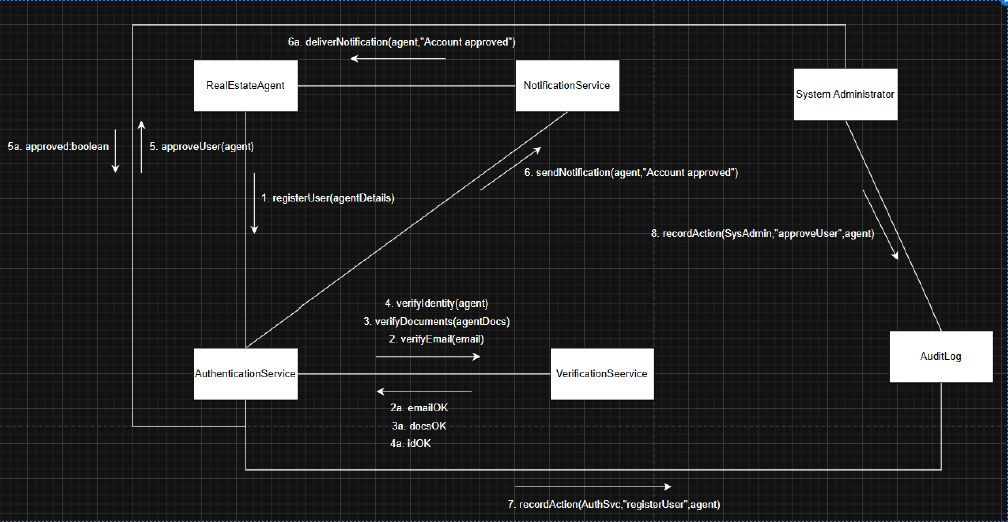 6a. deliverNotification(agent,"Account approved")
RealEstateAgent
NotificationService
System Administrator
5a. approved:boolean
5. approveUser(agent)
6. sendNotification(agent,"Account approved")
1. registerUser(agentDetails)
8. recordAction(SysAdmin,"approveUser",agent)
4. verifyIdentity(agent)
3. verifyDocuments(agentDocs)
2. verifyEmail(email)
AuditLog
AuthenticationService
VerificationSeervice
2a. emailOK
3a. docsOK
4a. idOK
7. recordAction(AuthSvc,"registerUser",agent)